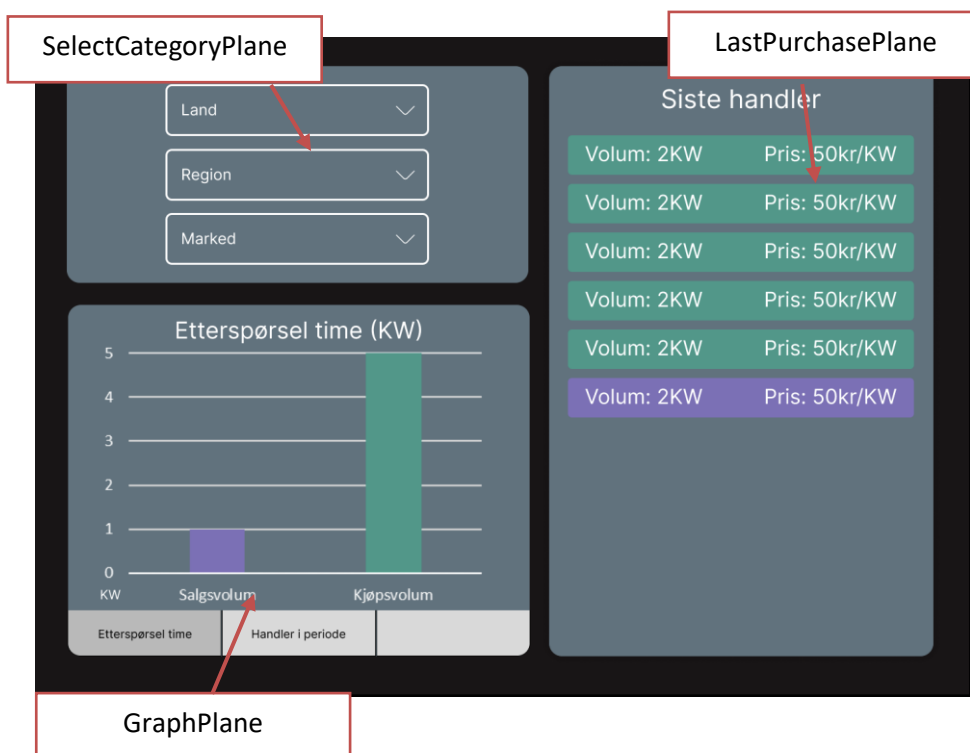 SelectCategoryPlane
LastPurchasePlane
Land
Region
Marked
Siste handler
Volum: 2KW Pris: 50kr/KW
Volum: 2KW Pris: 50kr/KW
Volum: 2KW Pris: 50kr/KW
Volum: 2KW Pris: 50kr/KW
Volum: 2KW Pris: 50kr/KW
Volum: 2KW Pris: 50kr/KW
Etterspørsel time (KW)
5
4
3
2
1
0
KW Salgsvolum Kjøpsvolum
Etterspørsel time Handler i periode
GraphPlane